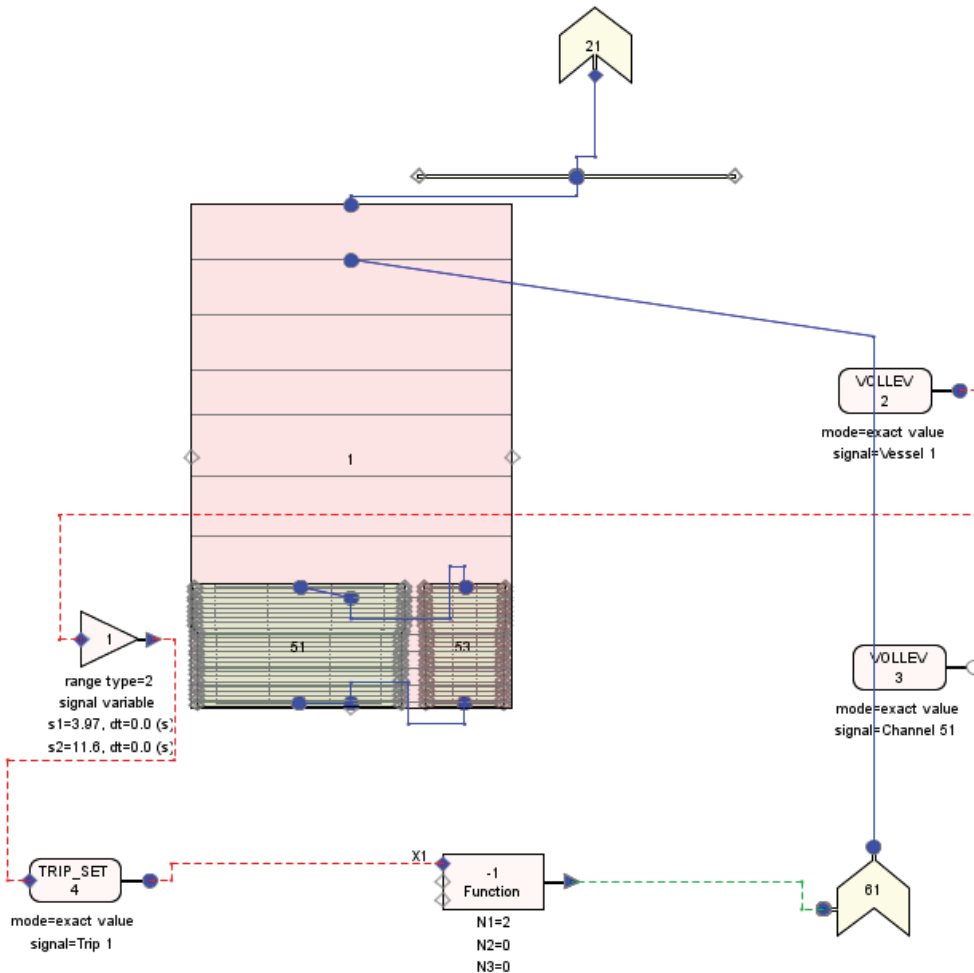 21
VOLLEV
2
mode=exact value
signal=Vessel 1
1
1
range type=2
signal variable
s1=3.97, dt=0.0 (s)
s2=11.6, dt=0.0 (s)
51
53
VOLLEV
3
mode=exact value
signal=Channel 51
TRIP_SET
4
mode=exact value
signal=Trip 1
X1
-1
Function
N1=2
N2=0
N3=0
61